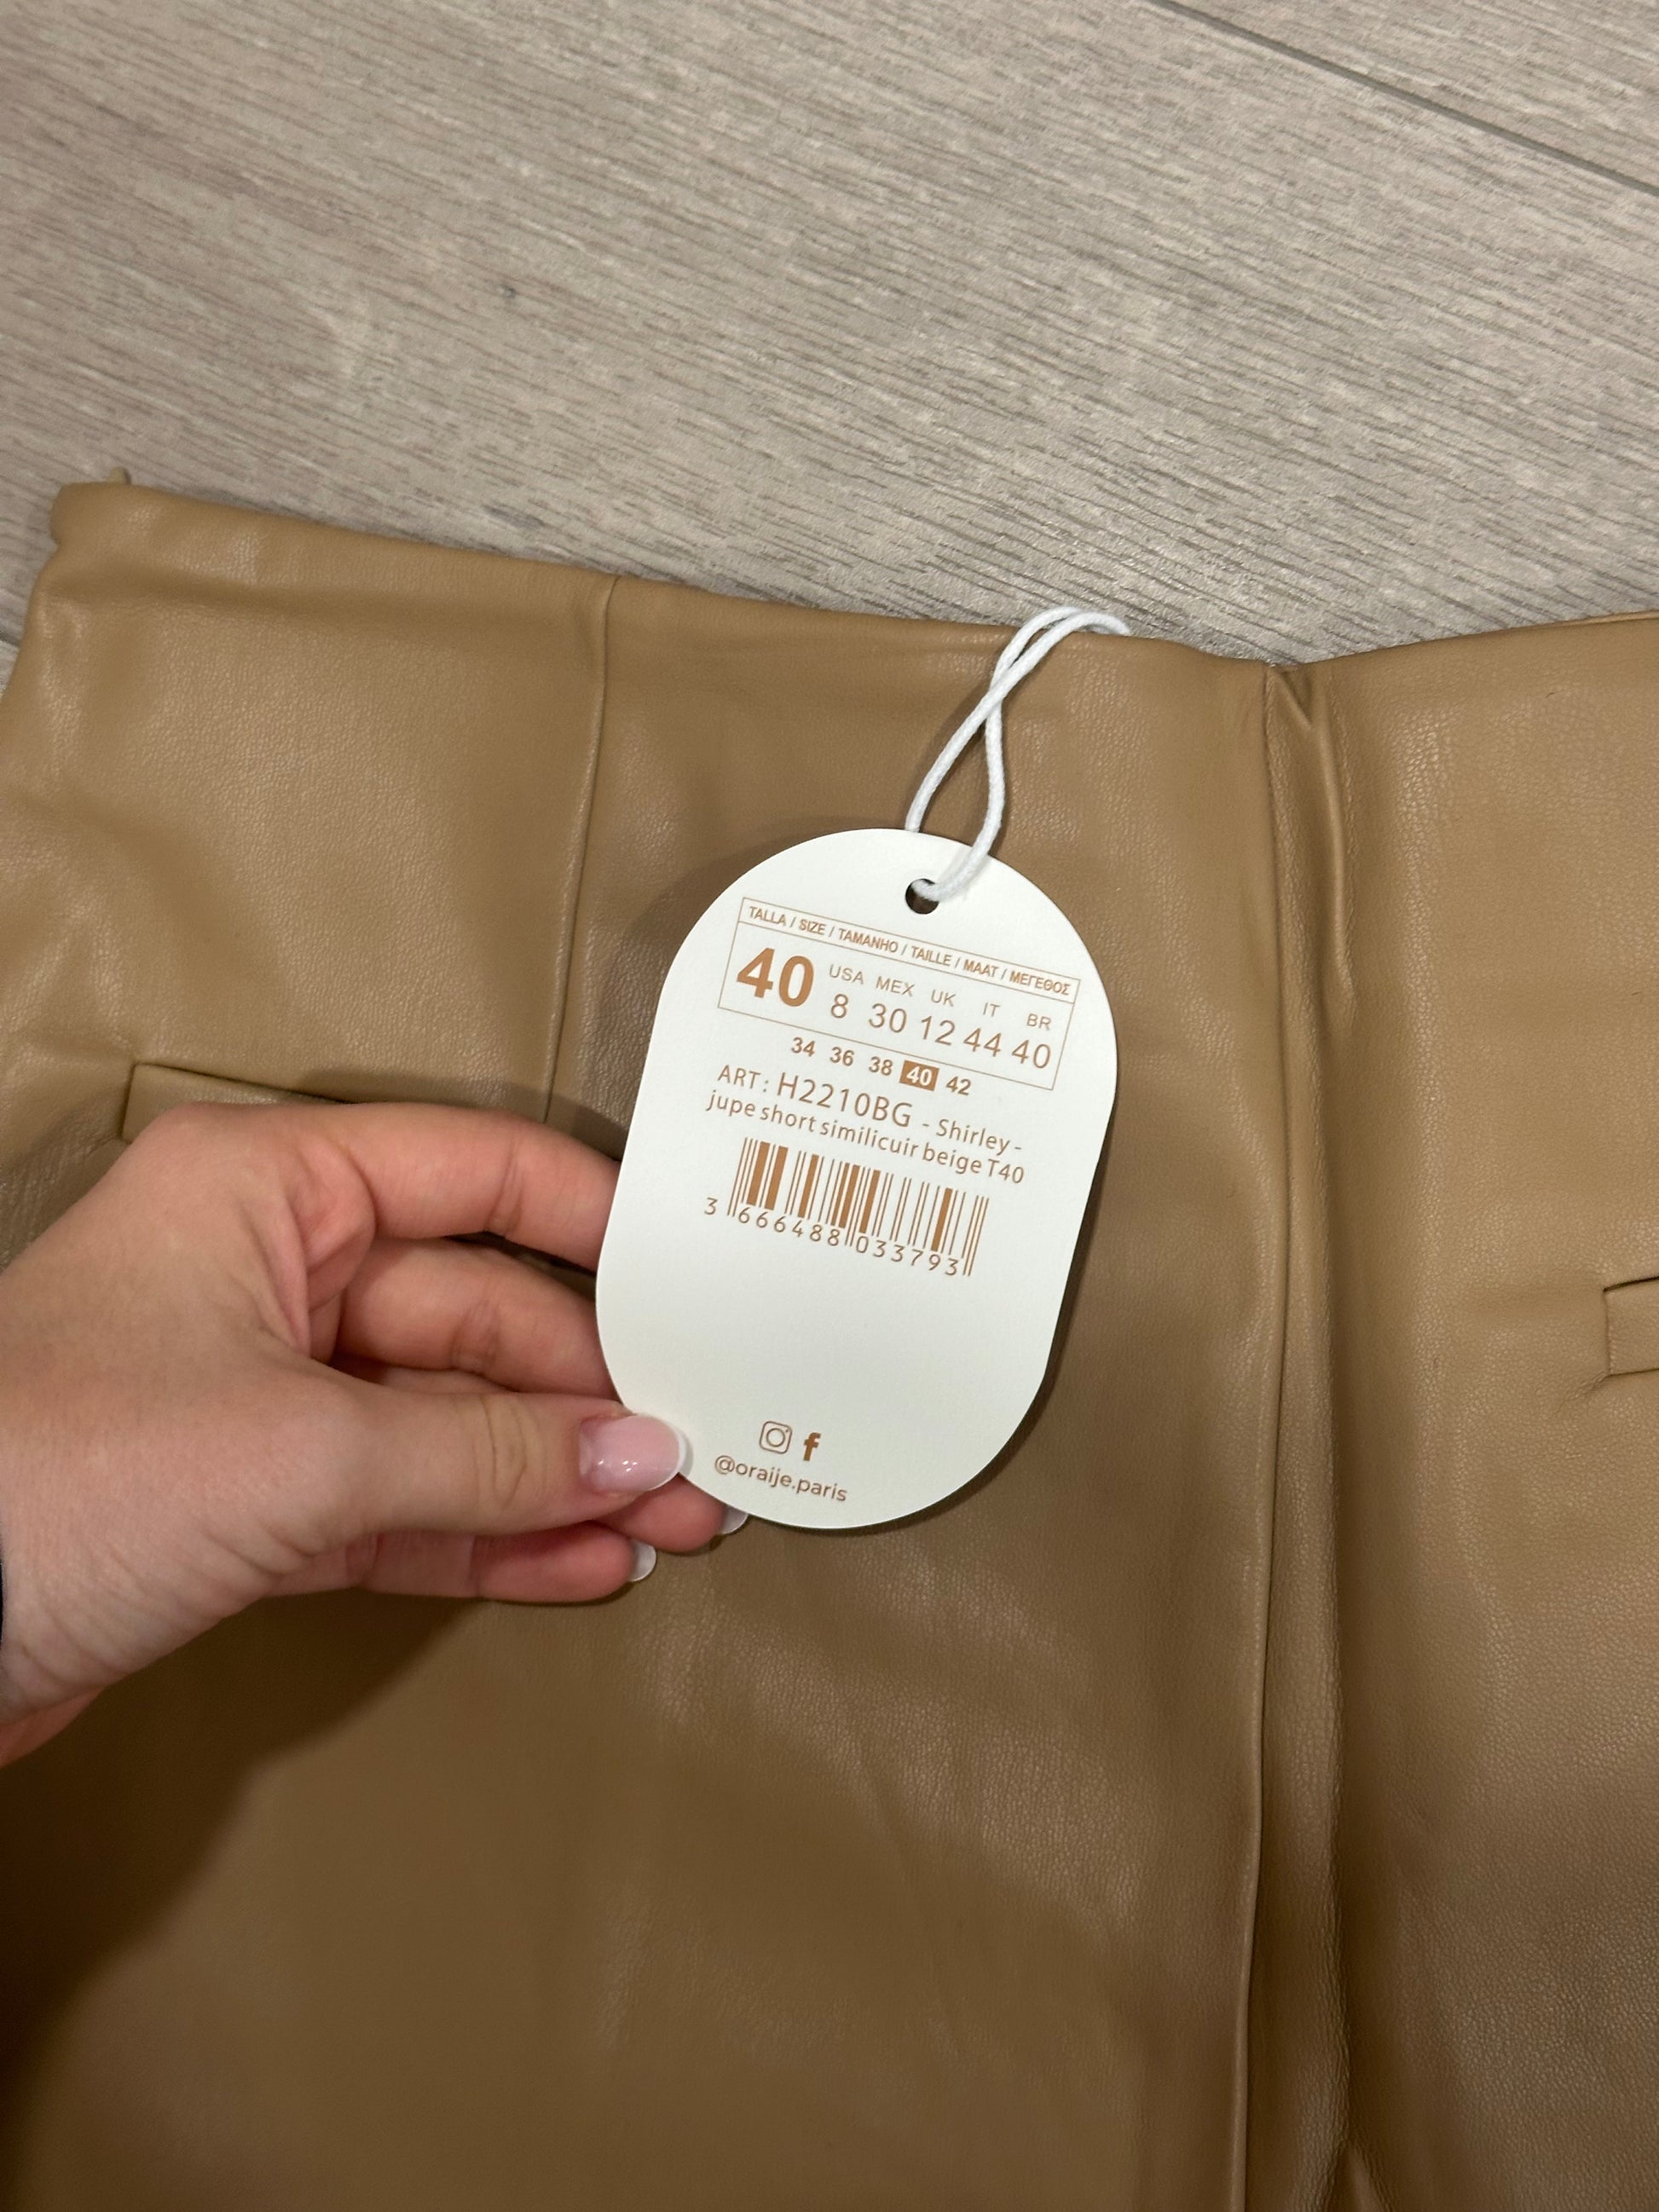 TALLA / SIZE / TAMANHO / TAILLE / MAAT / ΜΕΓΕΘΟΣ
40 USA MEX UK IT BR
8 30 12 44 40
34 36 38 40 42
ART : H2210BG - Shirley -
jupe short similicuir beige T40
3 666488 033793
@oraije.paris